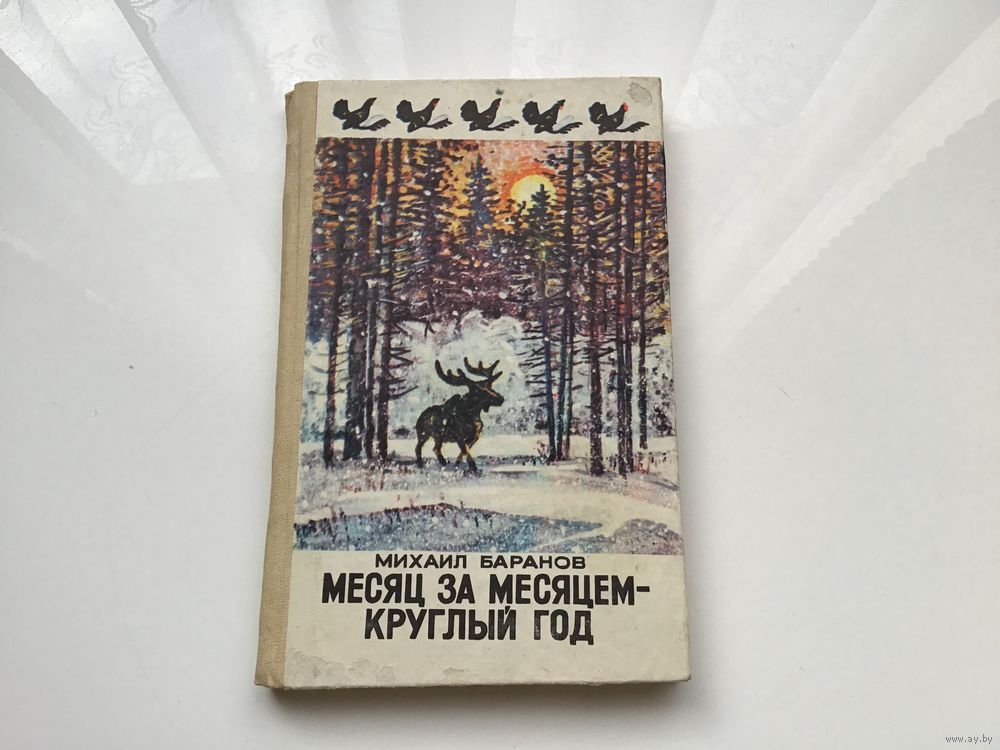 МИХАИЛ БАРАНОВ
МЕСЯЦ ЗА МЕСЯЦЕМ-
КРУГЛЫЙ ГОД
www.ay.by